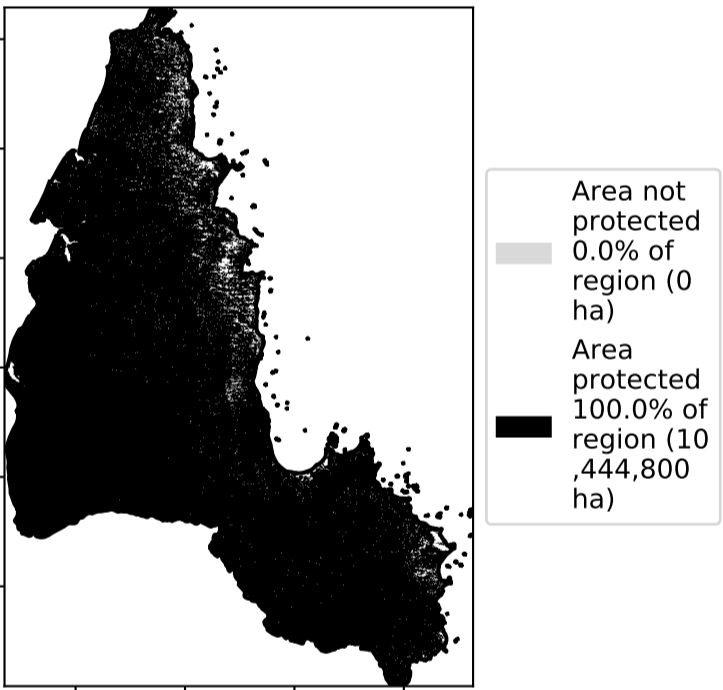 Area not
protected
0.0% of
region (0
ha)
Area
protected
100.0% of
region (10
,444,800
ha)